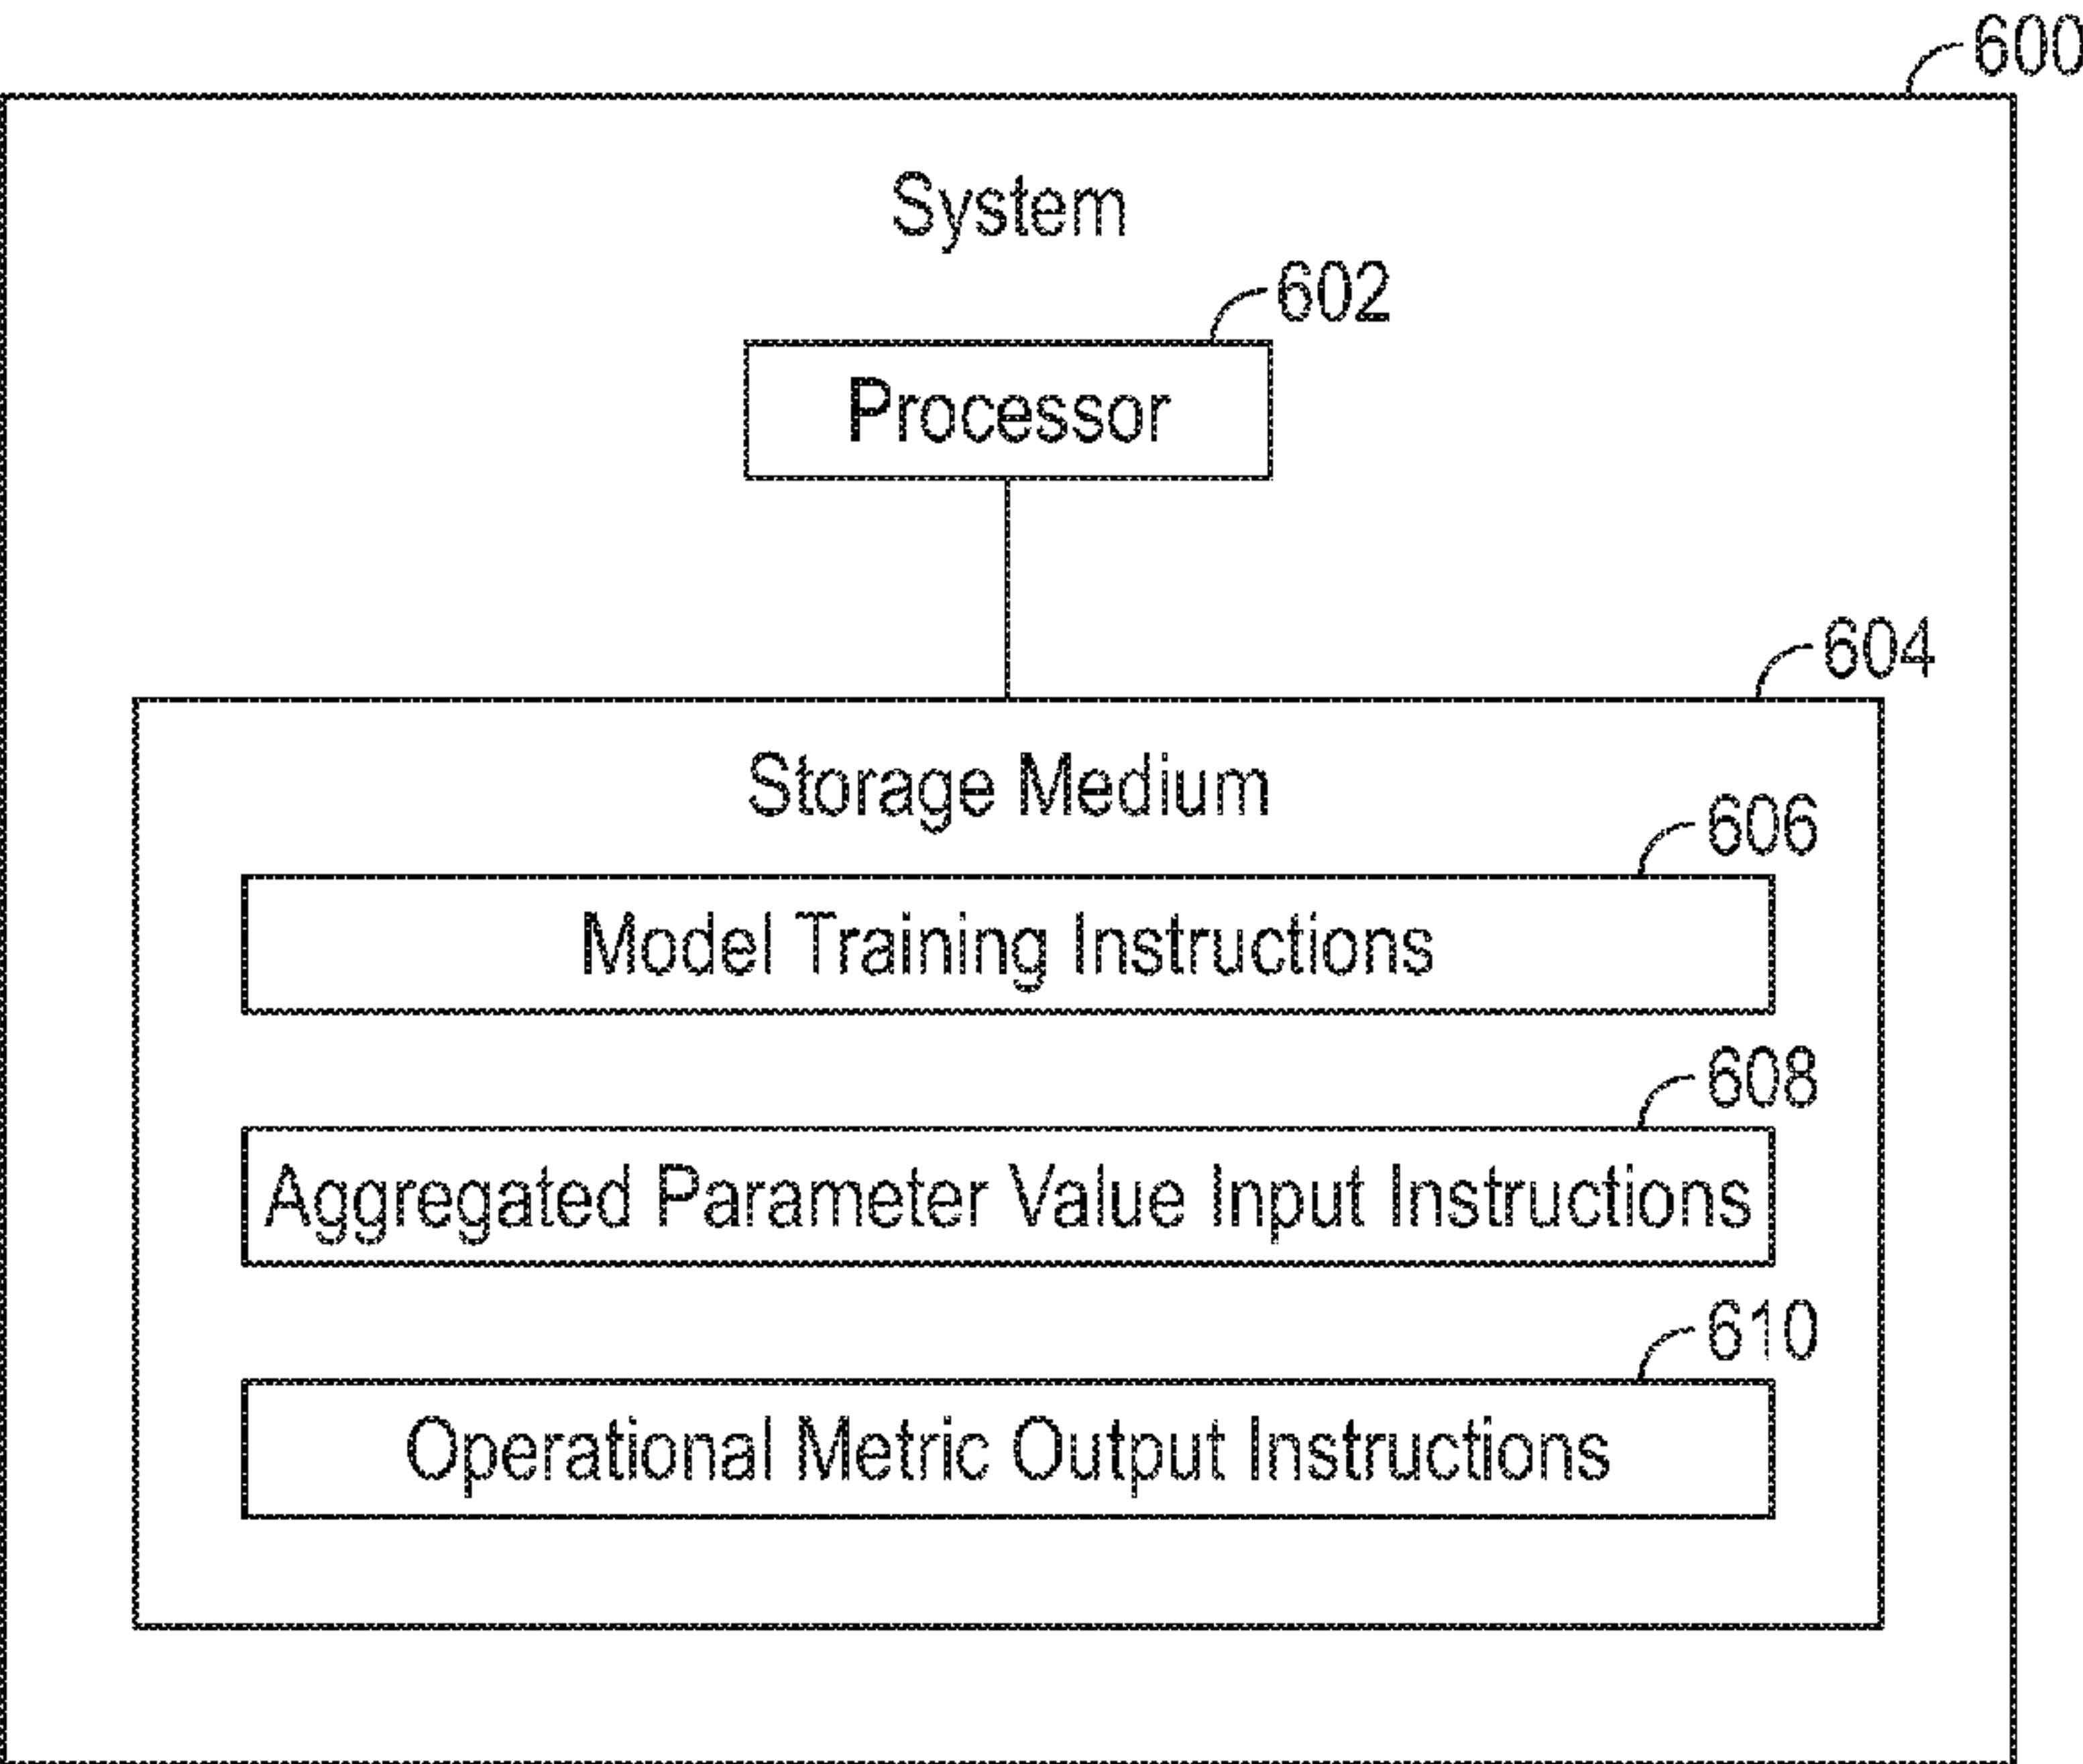 600
System
602
Processor
604
Storage Medium
606
Model Training Instructions
608
Aggregated Parameter Value Input Instructions
610
Operational Metric Output Instructions